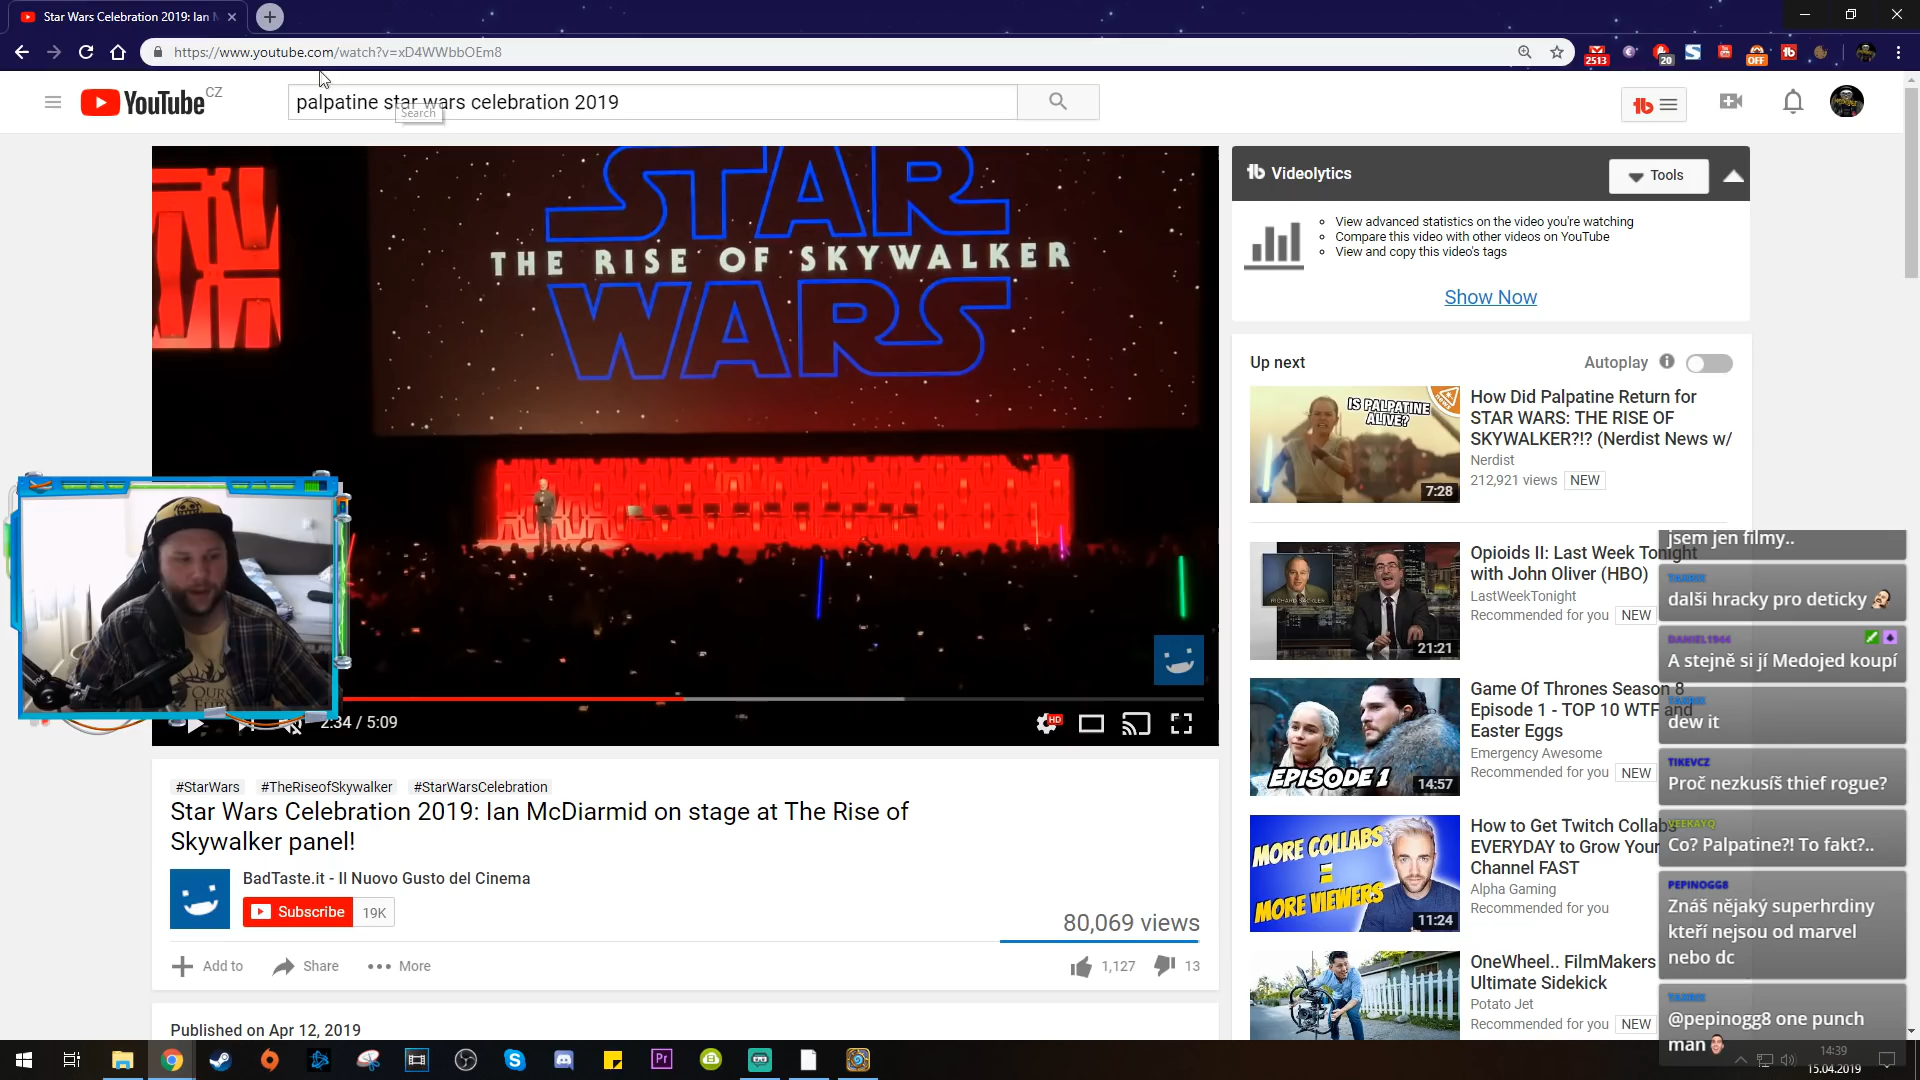 Star Wars Celebration 2019: Ian M
https://www.youtube.com/watch?v=xD4WWbbOEm8
2513
20
OFF
YouTube CZ
palpatine star wars celebration 2019
Search
STAR
THE RISE OF SKYWALKER
WARS
2:34 / 5:09
HD
#StarWars #TheRiseofSkywalker #StarWarsCelebration
Star Wars Celebration 2019: Ian McDiarmid on stage at The Rise of
Skywalker panel!
BadTaste.it - Il Nuovo Gusto del Cinema
Subscribe 19K
80,069 views
Add to Share More 1,127 13
Published on Apr 12, 2019
Videolytics
Tools
View advanced statistics on the video you're watching
Compare this video with other videos on YouTube
View and copy this video's tags
Show Now
Up next
Autoplay
IS PALPATINE
ALIVE?
7:28
How Did Palpatine Return for
STAR WARS: THE RISE OF
SKYWALKER?!? (Nerdist News w/
Nerdist
212,921 views NEW
21:21
Opioids II: Last Week Tonight
with John Oliver (HBO)
LastWeekTonight
Recommended for you NEW
EPISODE 1
14:57
Game Of Thrones Season 8
Episode 1 - TOP 10 WTF and
Easter Eggs
Emergency Awesome
Recommended for you NEW
MORE COLLABS
=
MORE VIEWERS
11:24
How to Get Twitch Collabs
EVERYDAY to Grow Your
Channel FAST
Alpha Gaming
Recommended for you
OneWheel.. FilmMakers
Ultimate Sidekick
Potato Jet
Recommended for you NEW
jsem jen filmy..
dalši hracky pro deticky
DANIEL1944
A stejně si jí Medojed koupí
dew it
TIKEVCZ
Proč nezkusíš thief rogue?
VEEKAYQ
Co? Palpatine?! To fakt?..
PEPINOGG8
Znáš nějaký superhrdiny
kteří nejsou od marvel
nebo dc
@pepinogg8 one punch
man
14:39
15.04.2019